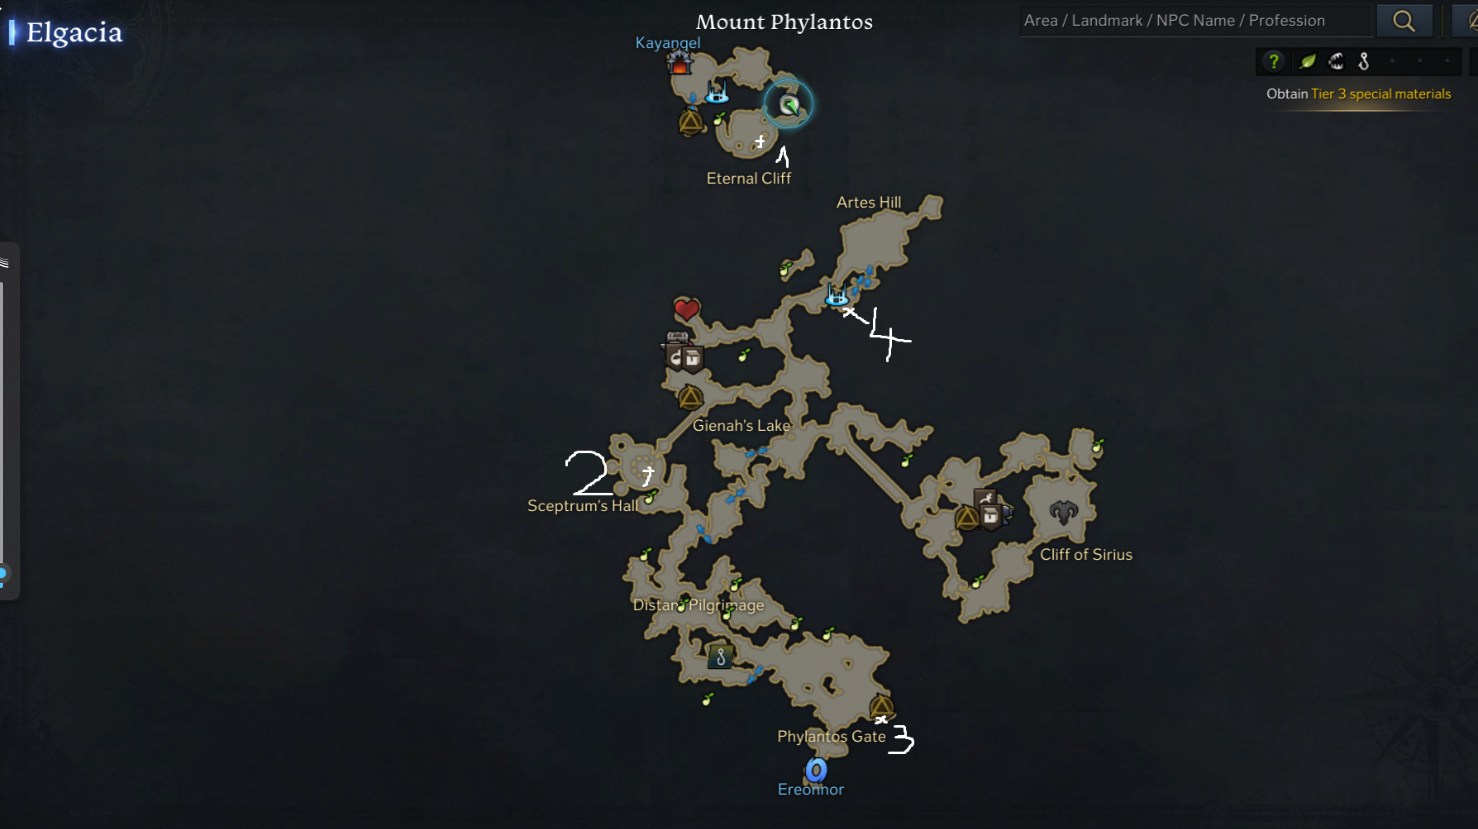 Elgacia
Mount Phylantos
Area / Landmark / NPC Name / Profession
Kayangel
Obtain Tier 3 special materials
1
Eternal Cliff
Artes Hill
4
Gienah's Lake
2
Sceptrum's Hall
Cliff of Sirius
Distant Pilgrimage
Phylantos Gate
3
Ereonnor